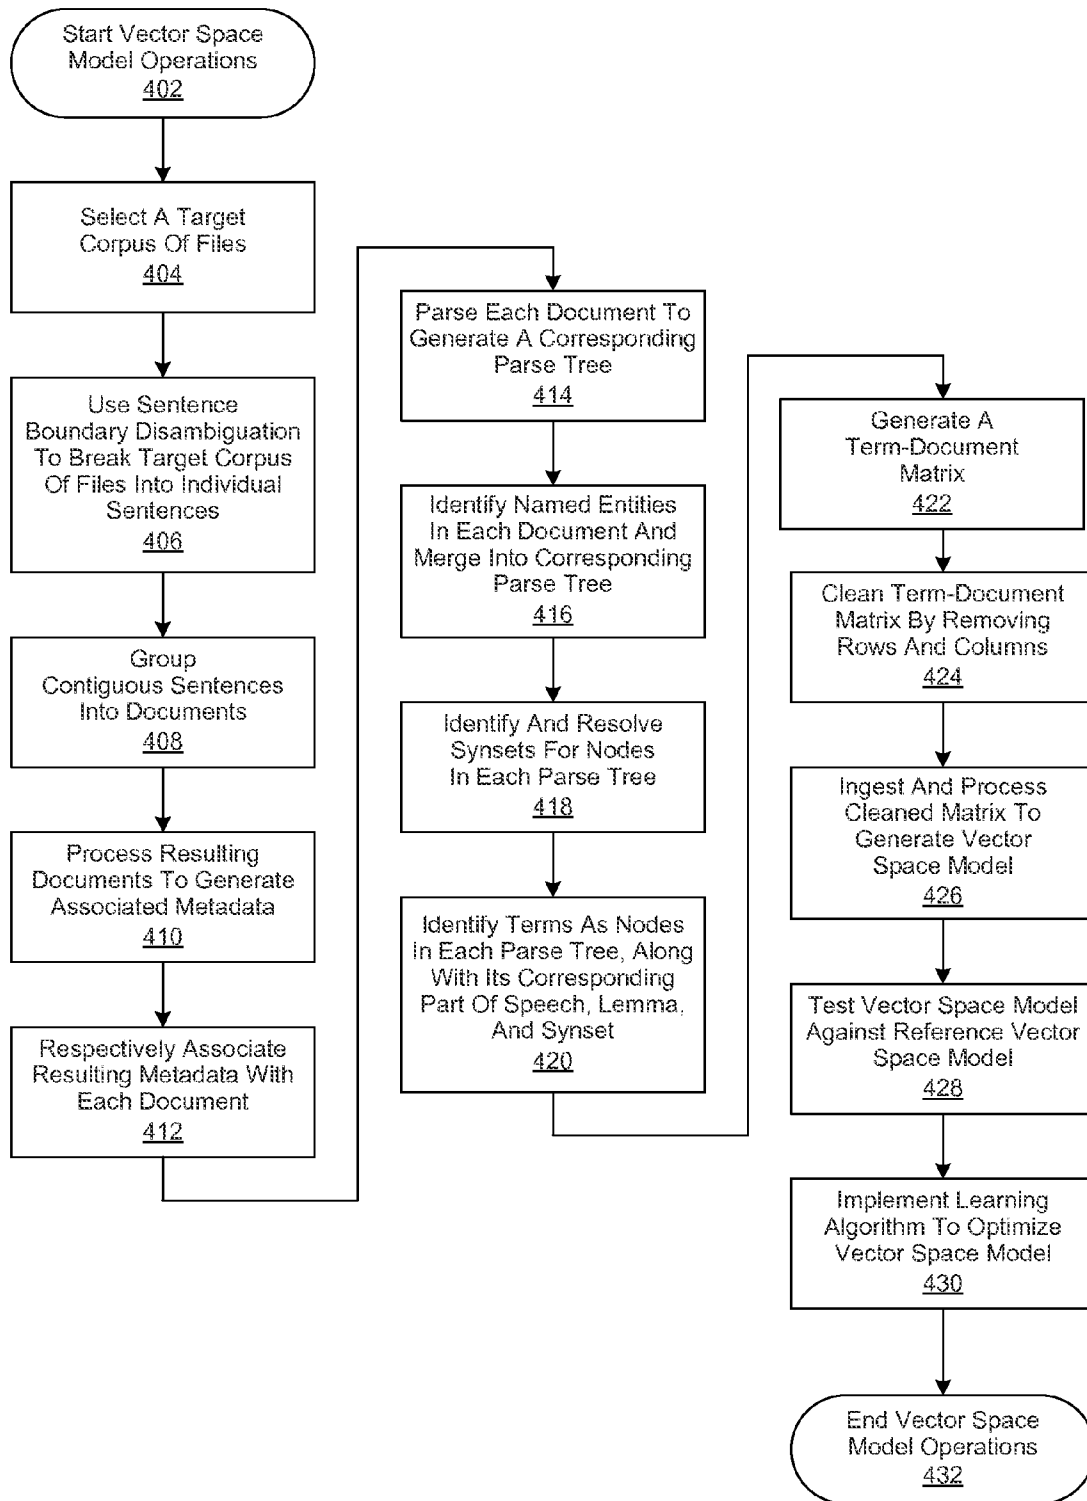 Start Vector Space
Model Operations
402
Select A Target
Corpus Of Files
404
Use Sentence
Boundary Disambiguation
To Break Target Corpus
Of Files Into Individual
Sentences
406
Group
Contiguous Sentences
Into Documents
408
Process Resulting
Documents To Generate
Associated Metadata
410
Respectively Associate
Resulting Metadata With
Each Document
412
Parse Each Document To
Generate A Corresponding
Parse Tree
414
Identify Named Entities
In Each Document And
Merge Into Corresponding
Parse Tree
416
Identify And Resolve
Synsets For Nodes
In Each Parse Tree
418
Identify Terms As Nodes
In Each Parse Tree, Along
With Its Corresponding
Part Of Speech, Lemma,
And Synset
420
Generate A
Term-Document
Matrix
422
Clean Term-Document
Matrix By Removing
Rows And Columns
424
Ingest And Process
Cleaned Matrix To
Generate Vector
Space Model
426
Test Vector Space Model
Against Reference Vector
Space Model
428
Implement Learning
Algorithm To Optimize
Vector Space Model
430
End Vector Space
Model Operations
432